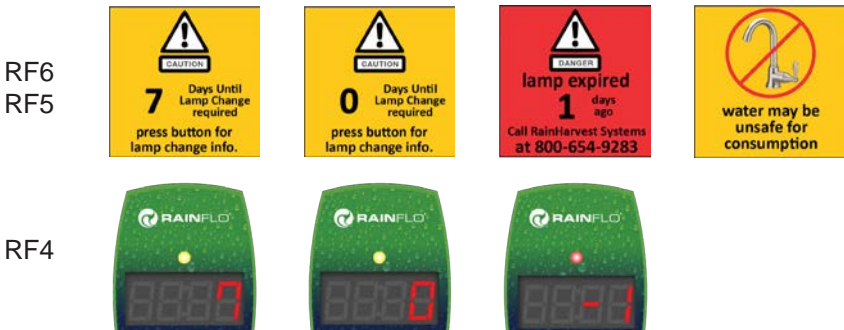 RF6
RF5
CAUTION
7 Days Until
Lamp Change
required
press button for
lamp change info.
CAUTION
0 Days Until
Lamp Change
required
press button for
lamp change info.
DANGER
lamp expired
1 days
ago
Call RainHarvest Systems
at 800-654-9283
water may be
unsafe for
consumption
RF4
RAINFLO
7
RAINFLO
0
RAINFLO
-1